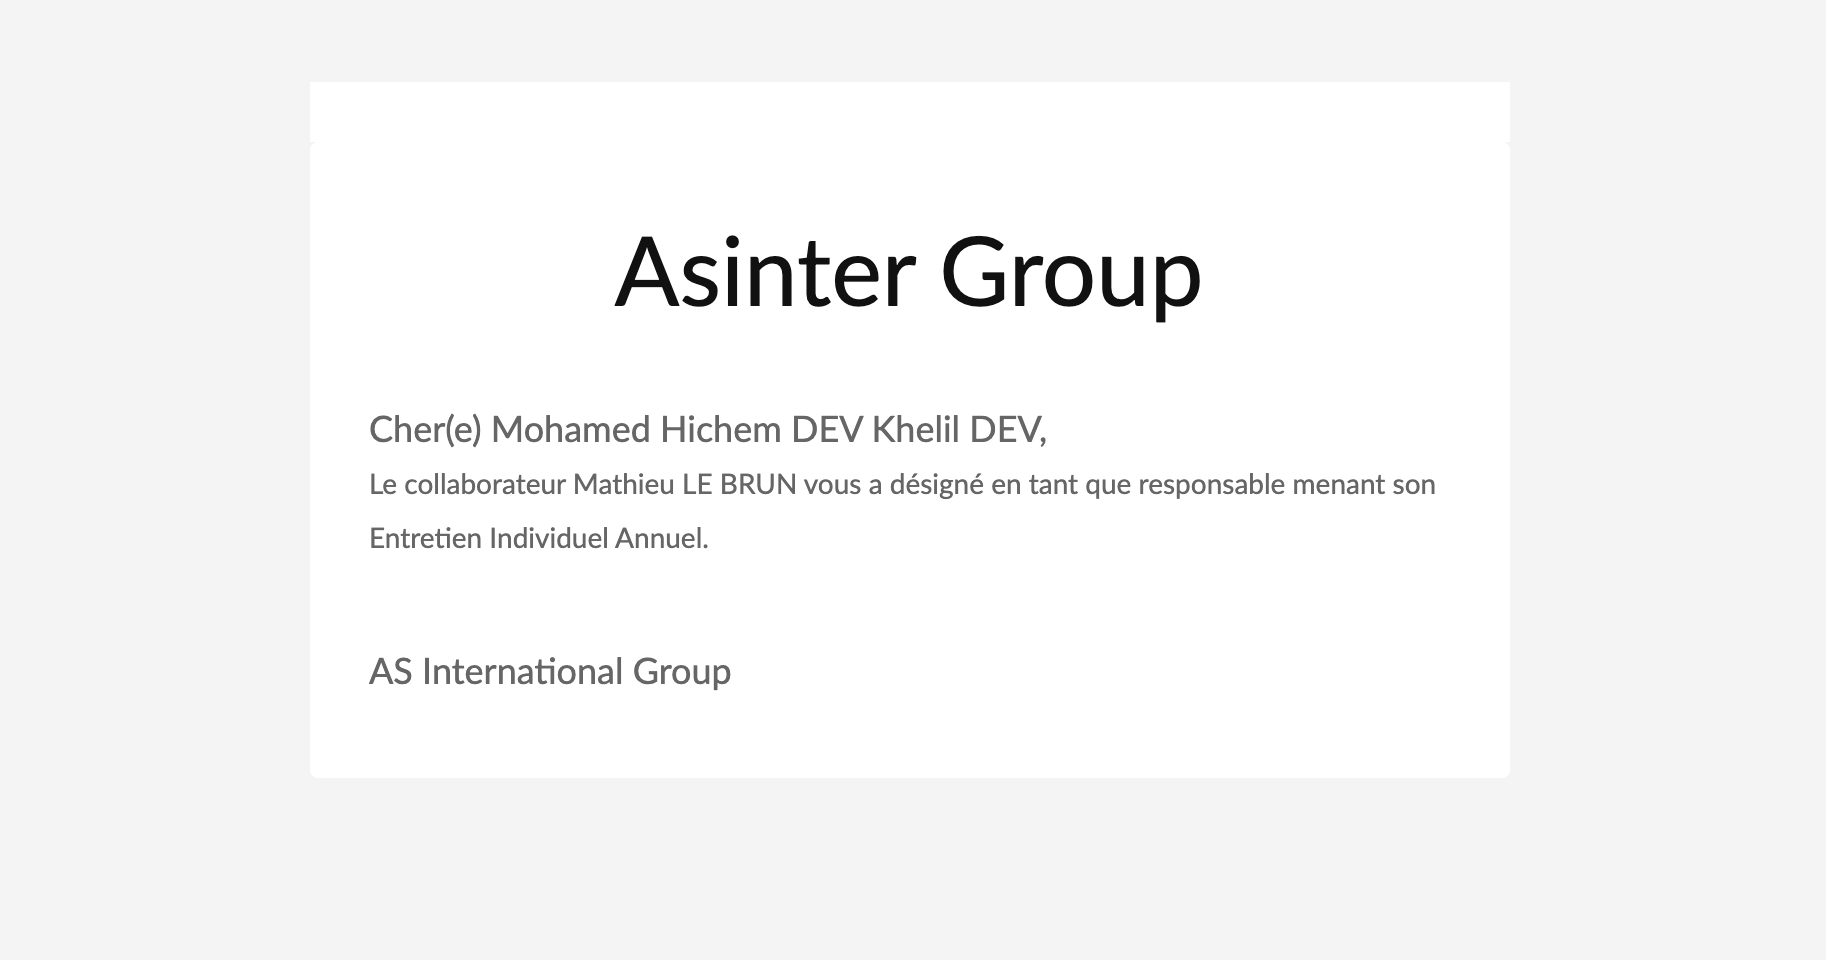 Asinter Group
Cher(e) Mohamed Hichem DEV Khelil DEV,
Le collaborateur Mathieu LE BRUN vous a désigné en tant que responsable menant son
Entretien Individuel Annuel.
AS International Group